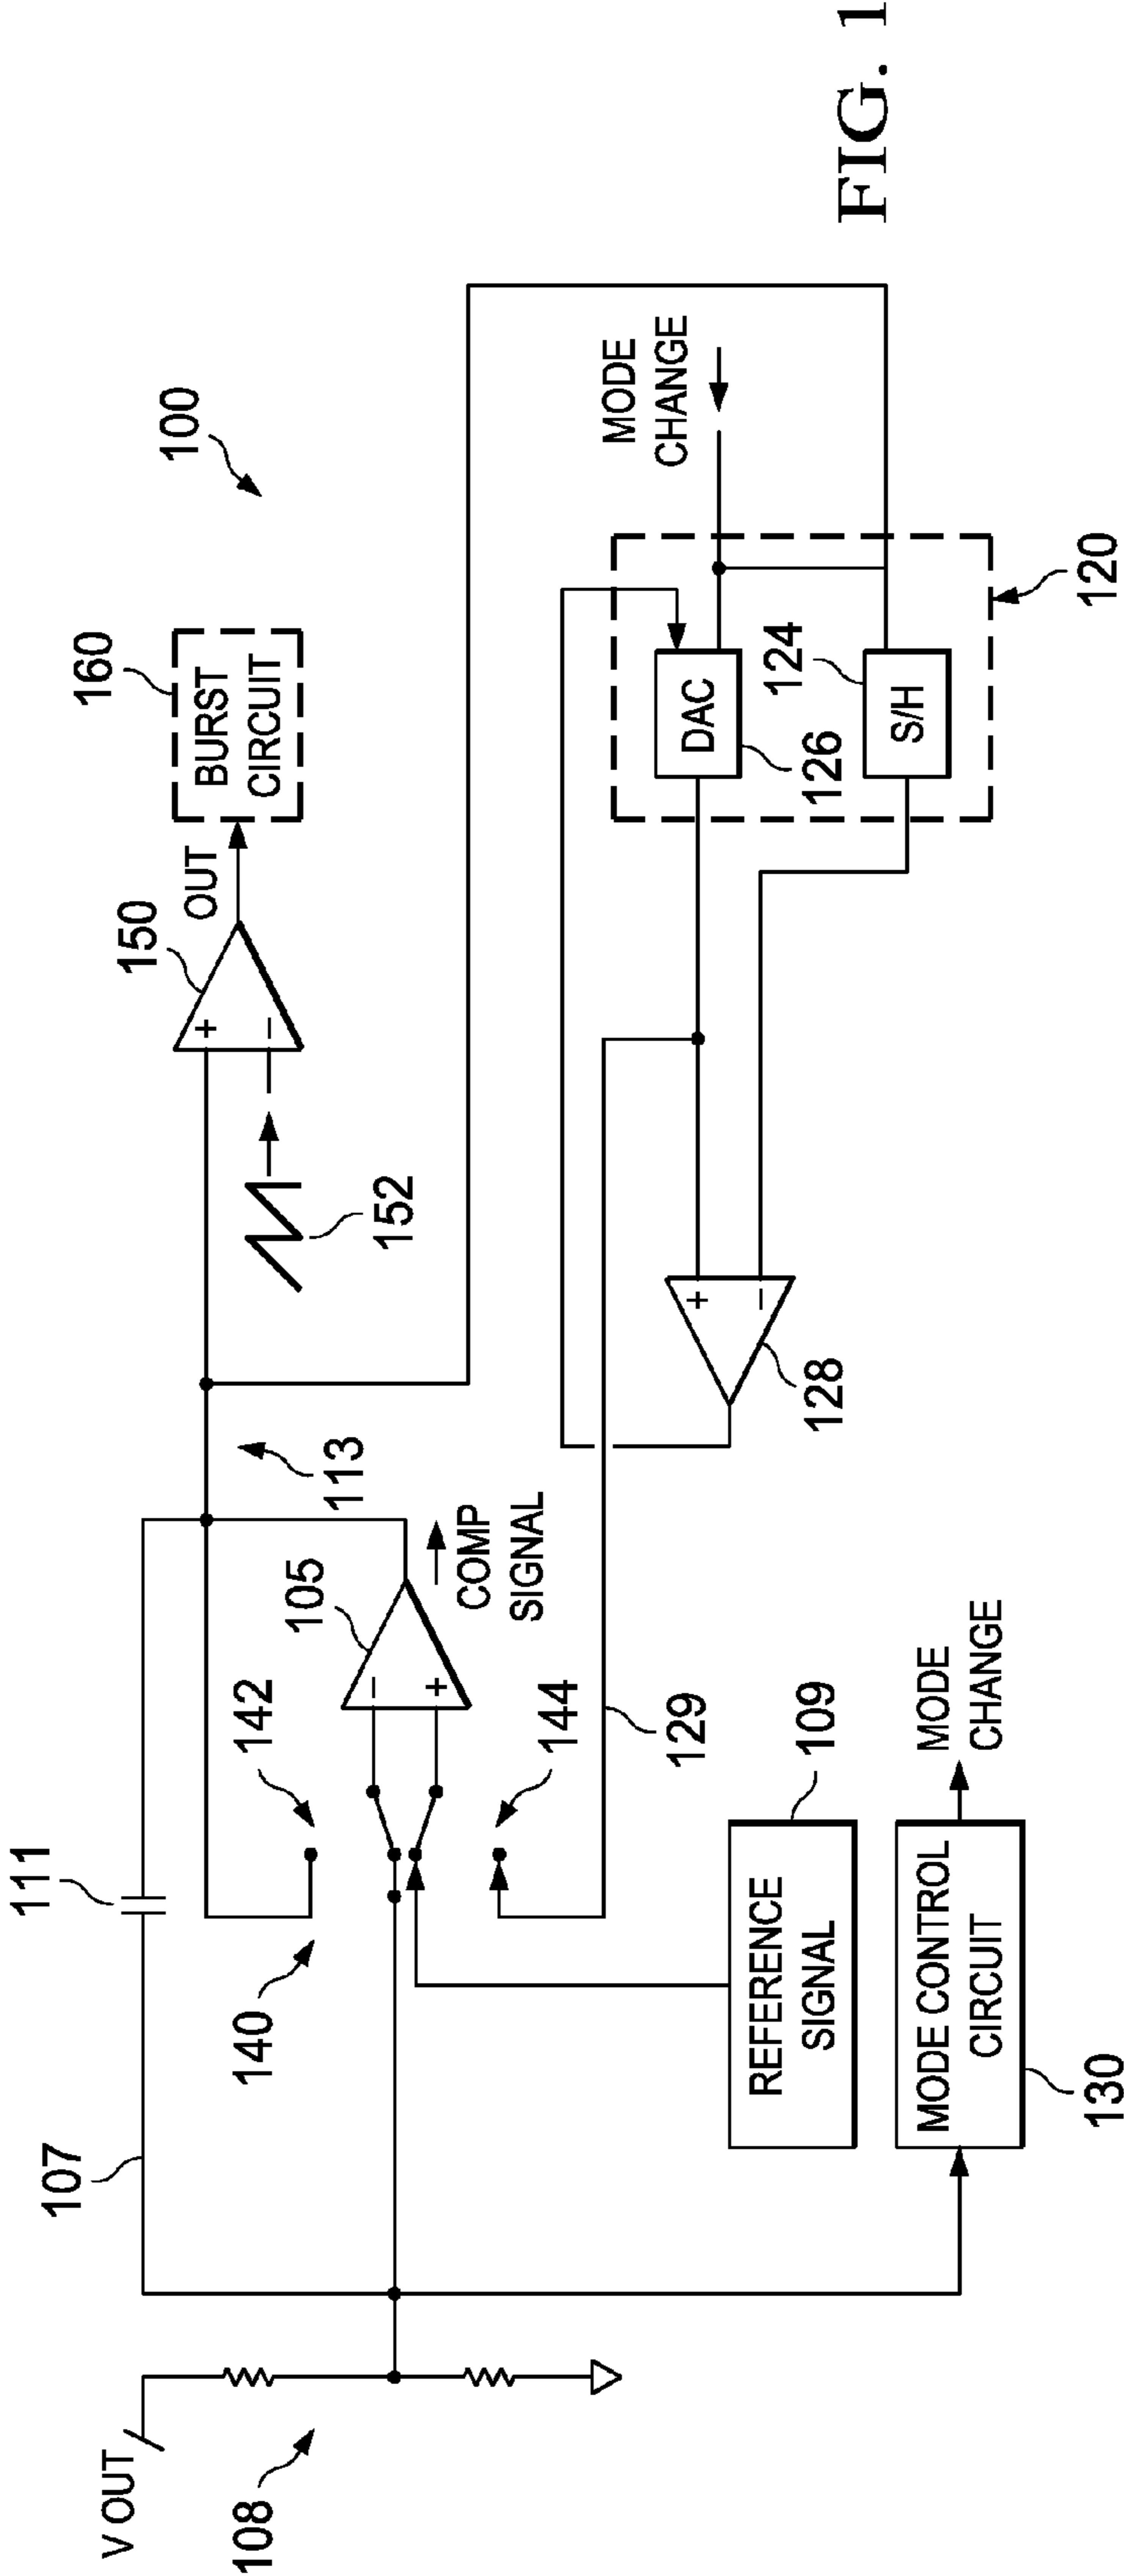 100
160
BURST
CIRCUIT
150
OUT
+
−
152
111
107
140
142
113
105
−
+
COMP
SIGNAL
144
129
V OUT
108
MODE
CHANGE
120
DAC
126
124
S/H
+
−
128
109
REFERENCE
SIGNAL
MODE CONTROL
CIRCUIT
130
MODE
CHANGE
FIG. 1